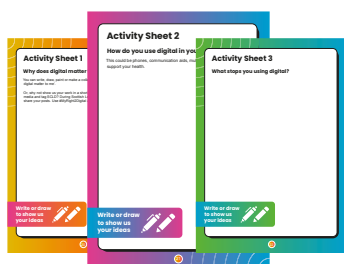 Activity Sheet 1
Why does digital matter
You can write, draw, paint or make a coll
digital matter to me'
Or, why not show us your work in a short
media and tag SCLD? During Scottish L
share your posts. Use #MyRightDigital
Write or draw
to show us
your ideas
Activity Sheet 2
How do you use digital in you
This could be phones, communication aids, mus
support your health.
Write or draw
to show us
your ideas
Activity Sheet 3
What stops you using digital?
Write or draw
to show us
your ideas